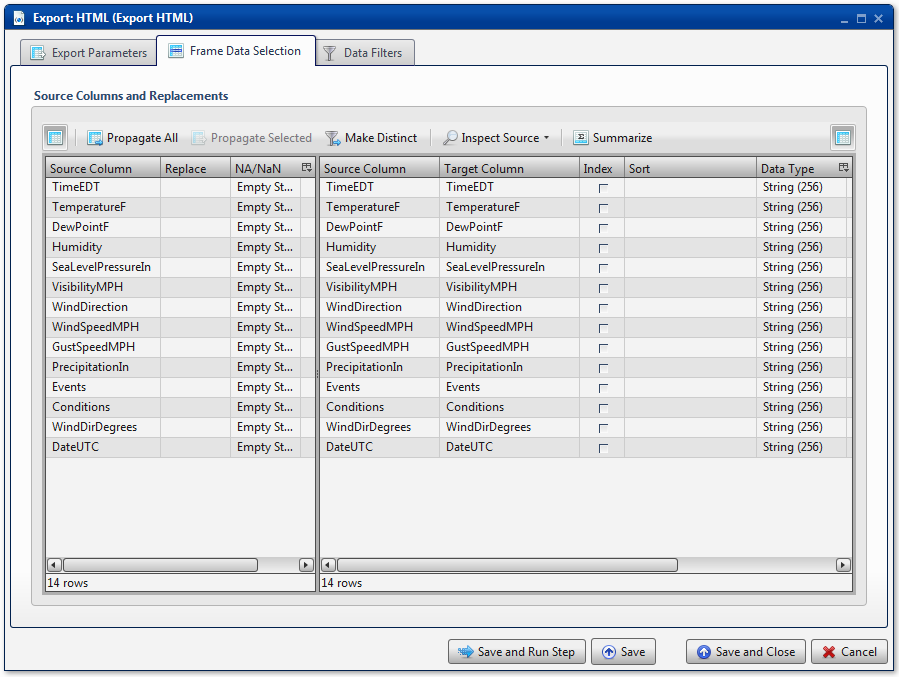 Export: HTML (Export HTML)
Export Parameters Frame Data Selection Data Filters
Source Columns and Replacements
Propagate All Propagate Selected Make Distinct Inspect Source Summarize
Source Column Replace NA/NaN Source Column Target Column Index Sort Data Type
TimeEDT Empty St... TimeEDT TimeEDT String (256)
TemperatureF Empty St... TemperatureF TemperatureF String (256)
DewPointF Empty St... DewPointF DewPointF String (256)
Humidity Empty St... Humidity Humidity String (256)
SeaLevelPressureIn Empty St... SeaLevelPressureIn SeaLevelPressureIn String (256)
VisibilityMPH Empty St... VisibilityMPH VisibilityMPH String (256)
WindDirection Empty St... WindDirection WindDirection String (256)
WindSpeedMPH Empty St... WindSpeedMPH WindSpeedMPH String (256)
GustSpeedMPH Empty St... GustSpeedMPH GustSpeedMPH String (256)
PrecipitationIn Empty St... PrecipitationIn PrecipitationIn String (256)
Events Empty St... Events Events String (256)
Conditions Empty St... Conditions Conditions String (256)
WindDirDegrees Empty St... WindDirDegrees WindDirDegrees String (256)
DateUTC Empty St... DateUTC DateUTC String (256)
14 rows 14 rows
Save and Run Step Save Save and Close Cancel